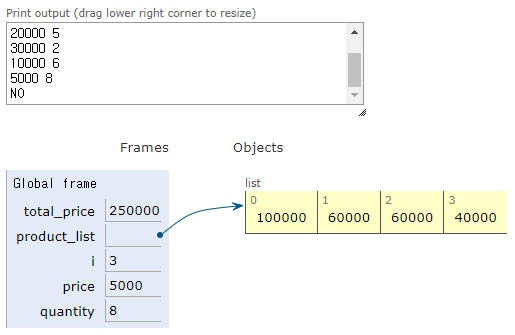 Print output (drag lower right corner to resize)
20000 5
30000 2
10000 6
5000 8
NO
Frames Objects
Global frame
total_price 250000
product_list
i 3
price 5000
quantity 8
list
0 1 2 3
100000 60000 60000 40000